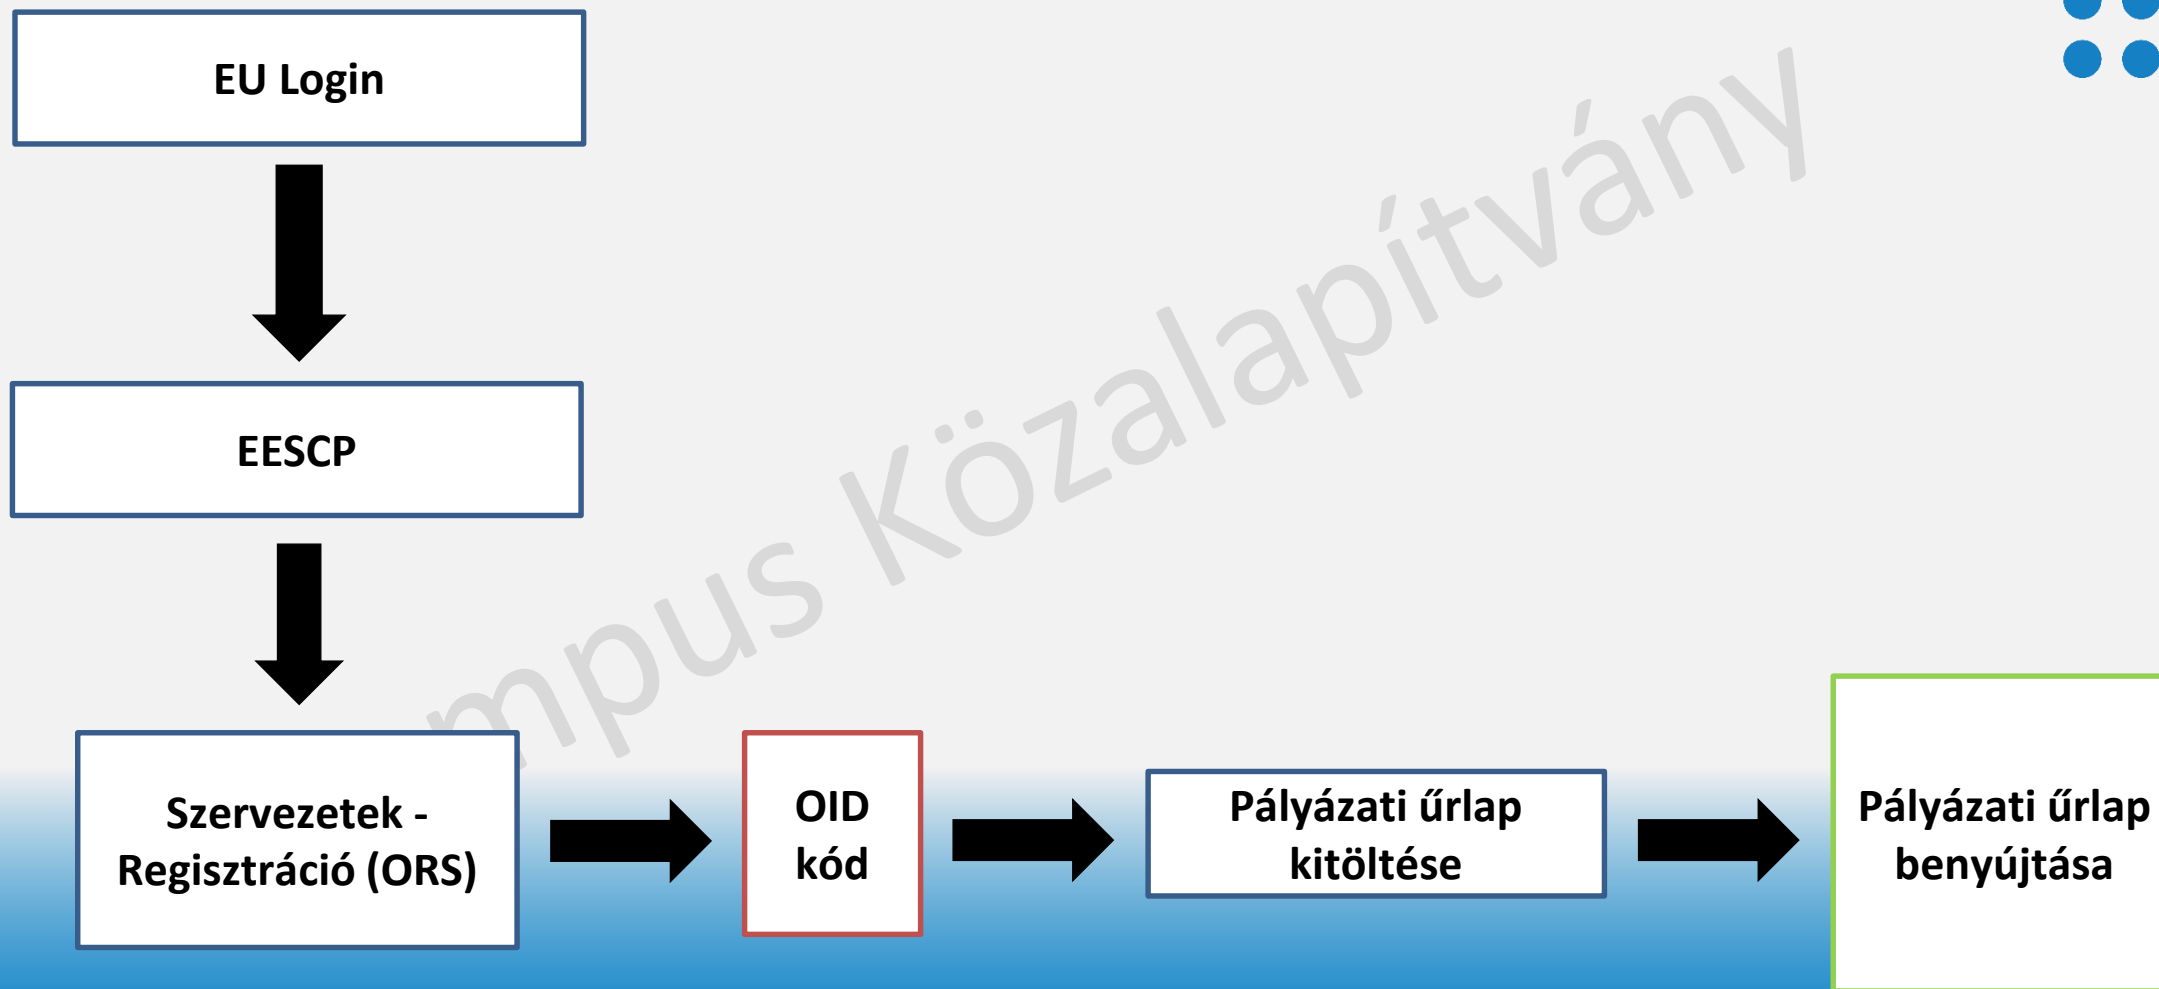 EU Login
EESCP
Szervezetek -
Regisztráció (ORS)
OID
kód
Pályázati űrlap
kitöltése
Pályázati űrlap
benyújtása
mpus Közalapítvány